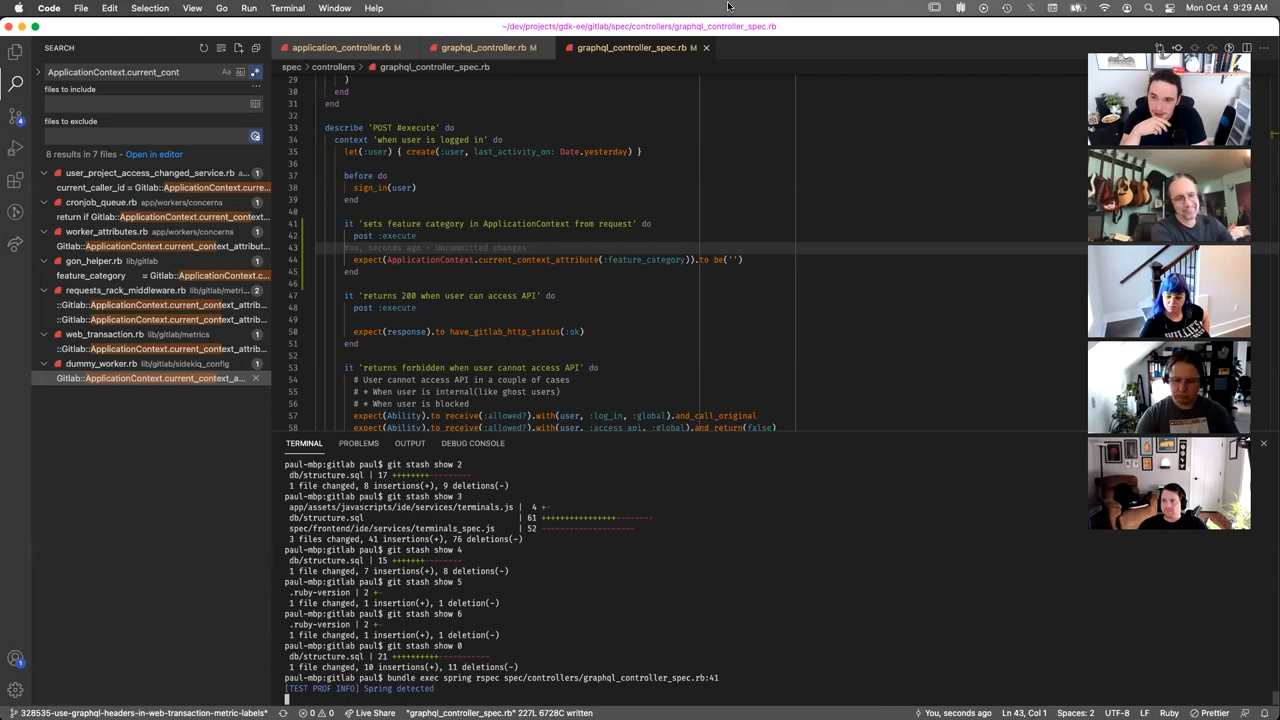 Code File Edit Selection View Go Run Terminal Window Help Mon Oct 4 9:29 AM
~/dev/projects/gdk-ee/gitlab/spec/controllers/graphql_controller_spec.rb
SEARCH
application_controller.rb M
graphql_controller.rb M
graphql_controller_spec.rb M
spec > controllers > graphql_controller_spec.rb
ApplicationContext.current_cont
files to include
files to exclude
8 results in 7 files - Open in editor
user_project_access_changed_service.rb a... 1
current_caller_id = Gitlab::ApplicationContext.curre...
cronjob_queue.rb app/workers/concerns 1
return if Gitlab::ApplicationContext.current_context...
worker_attributes.rb app/workers/concerns 1
Gitlab::ApplicationContext.current_context_attribut...
gon_helper.rb lib/gitlab 1
feature_category = Gitlab::ApplicationContext.curre...
requests_rack_middleware.rb lib/gitlab/metri... 2
::Gitlab::ApplicationContext.current_context_attrib...
::Gitlab::ApplicationContext.current_context_attrib...
web_transaction.rb lib/gitlab/metrics 1
::Gitlab::ApplicationContext.current_context_attrib...
dummy_worker.rb lib/gitlab/sidekiq_config 1
Gitlab::ApplicationContext.current_context_a...
29 )
30 end
31 end
32
33 describe 'POST #execute' do
34 context 'when user is logged in' do
35 let(:user) { create(:user, last_activity_on: Date.yesterday) }
36
37 before do
38 sign_in(user)
39 end
40
41 it 'sets feature category in ApplicationContext from request' do
42 post :execute
43 You, seconds ago • Uncommitted changes
44 expect(ApplicationContext.current_context_attribute(:feature_category)).to be('')
45 end
46
47 it 'returns 200 when user can access API' do
48 post :execute
49
50 expect(response).to have_gitlab_http_status(:ok)
51 end
52
53 it 'returns forbidden when user cannot access API' do
54 # User cannot access API in a couple of cases
55 # * When user is internal(like ghost users)
56 # * When user is blocked
57 expect(Ability).to receive(:allowed?).with(user, :log_in, :global).and_call_original
58 expect(Ability).to receive(:allowed?).with(user, :access_api, :global).and_return(false)
TERMINAL PROBLEMS OUTPUT DEBUG CONSOLE
paul-mbp:gitlab paul$ git stash show 2
db/structure.sql | 17 ++++++++---------
1 file changed, 8 insertions(+), 9 deletions(-)
paul-mbp:gitlab paul$ git stash show 3
app/assets/javascripts/ide/services/terminals.js | 4 +-
db/structure.sql | 61 ++++++++++++++++--------
spec/frontend/ide/services/terminals_spec.js | 52 --------------------
3 files changed, 41 insertions(+), 76 deletions(-)
paul-mbp:gitlab paul$ git stash show 4
db/structure.sql | 15 +++++++--------
1 file changed, 7 insertions(+), 8 deletions(-)
paul-mbp:gitlab paul$ git stash show 5
.ruby-version | 2 +-
1 file changed, 1 insertion(+), 1 deletion(-)
paul-mbp:gitlab paul$ git stash show 6
.ruby-version | 2 +-
1 file changed, 1 insertion(+), 1 deletion(-)
paul-mbp:gitlab paul$ git stash show 0
db/structure.sql | 21 ++++++++++-----------
1 file changed, 10 insertions(+), 11 deletions(-)
paul-mbp:gitlab paul$ bundle exec spring rspec spec/controllers/graphql_controller_spec.rb:41
[TEST PROF INFO] Spring detected
328535-use-graphql-headers-in-web-transaction-metric-labels* 0 0 Live Share "graphql_controller_spec.rb" 227L 6728C written You, seconds ago Ln 43, Col 1 Spaces: 2 UTF-8 LF Ruby Prettier